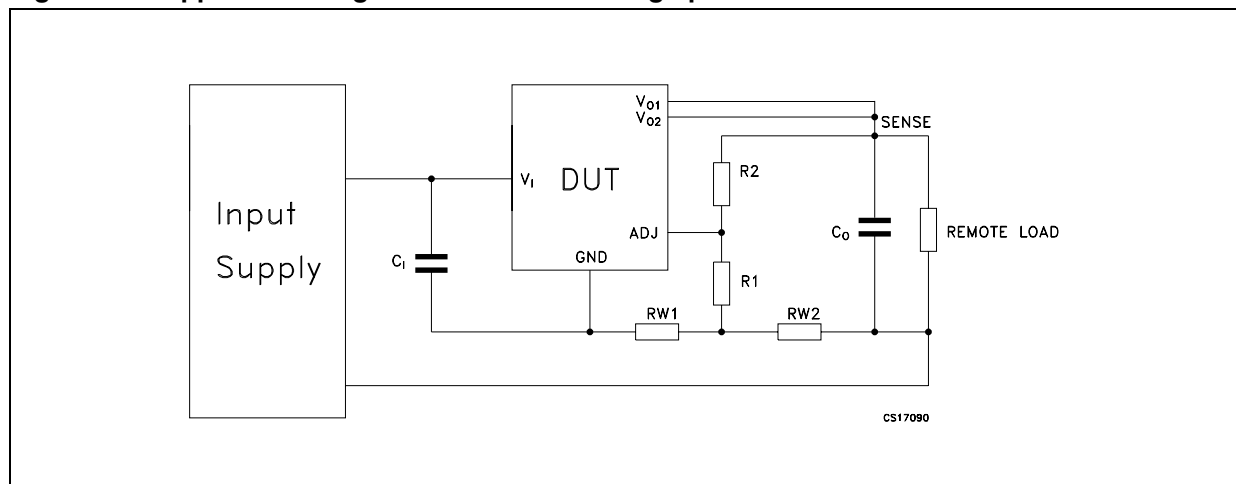 Input
Supply
C_I
V_I
DUT
V_O1
V_O2
ADJ
GND
SENSE
R2
R1
RW1
RW2
C_O
REMOTE LOAD
CS17090